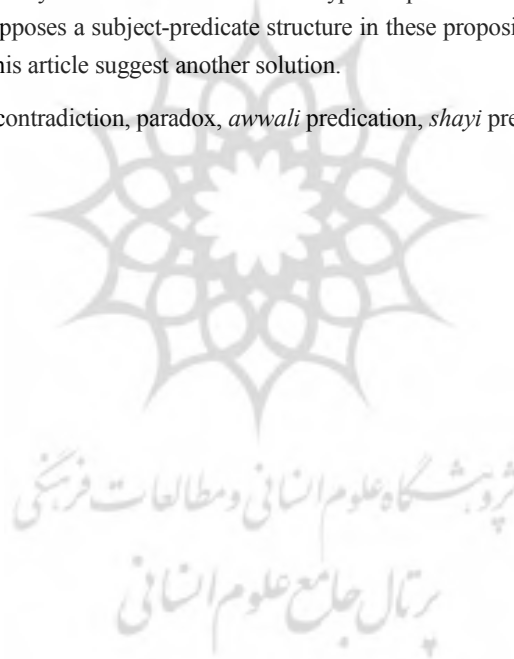 opposes a subject-predicate structure in these proposi
his article suggest another solution.
contradiction, paradox, awwali predication, shayi pre
پژوهشگاه علوم انسانی و مطالعات فرهنگی
پرتال جامع علوم انسانی